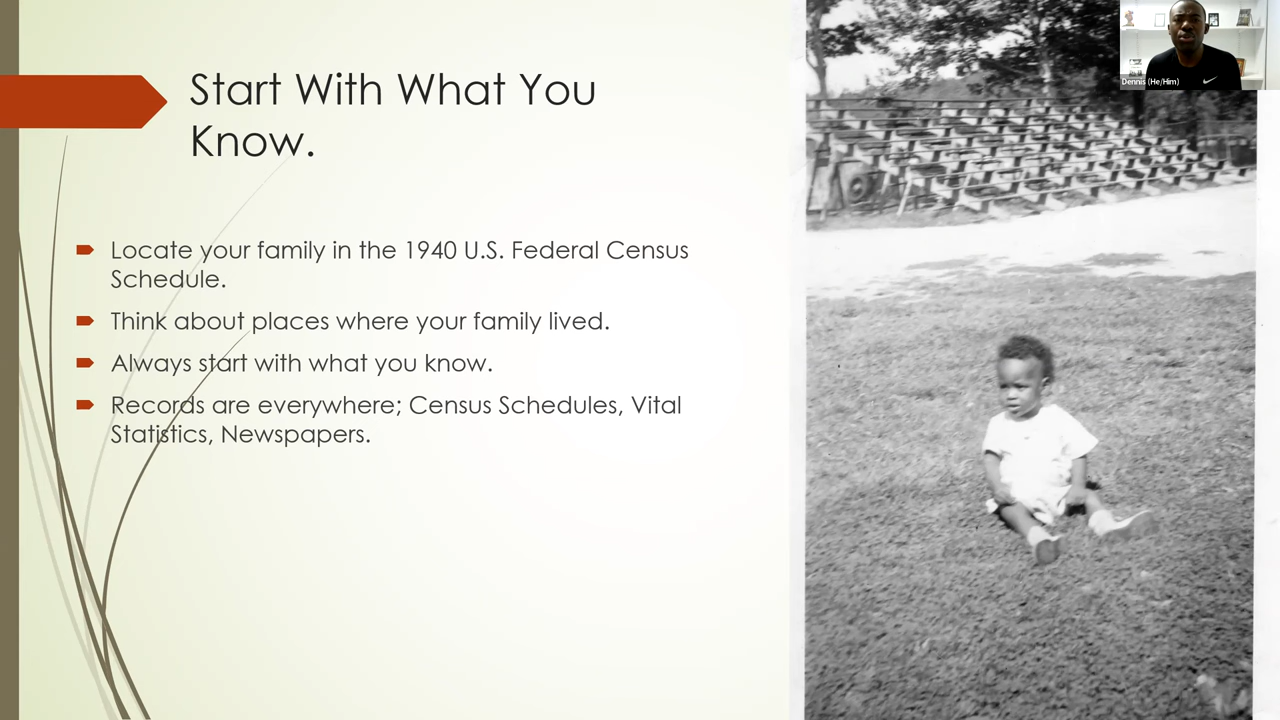 Start With What You
Know.
Locate your family in the 1940 U.S. Federal Census
Schedule.
Think about places where your family lived.
Always start with what you know.
Records are everywhere; Census Schedules, Vital
Statistics, Newspapers.
Dennis (He/Him)